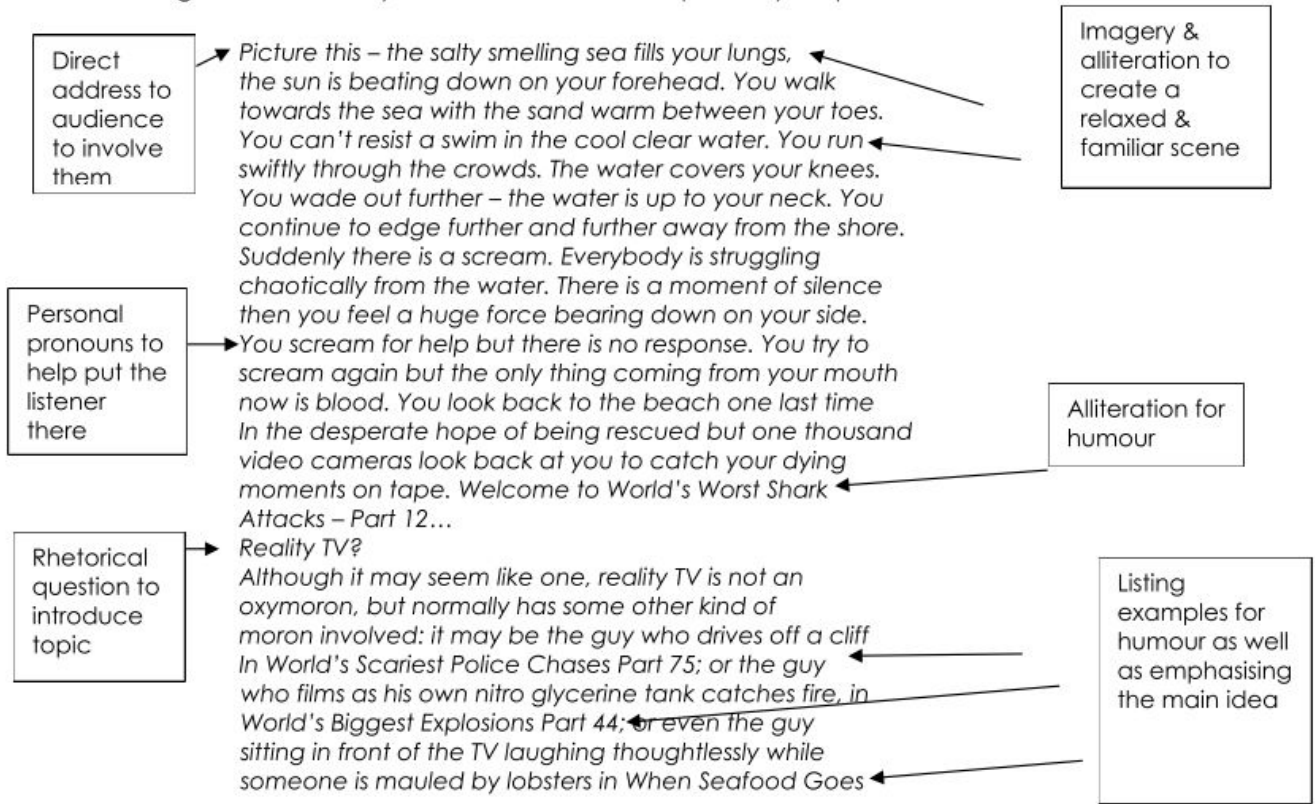 Direct
address to
audience
to involve
them
Personal
pronouns to
help put the
listener
there
Rhetorical
question to
introduce
topic
Picture this – the salty smelling sea fills your lungs,
the sun is beating down on your forehead. You walk
towards the sea with the sand warm between your toes.
You can't resist a swim in the cool clear water. You run
swiftly through the crowds. The water covers your knees.
You wade out further – the water is up to your neck. You
continue to edge further and further away from the shore.
Suddenly there is a scream. Everybody is struggling
chaotically from the water. There is a moment of silence
then you feel a huge force bearing down on your side.
You scream for help but there is no response. You try to
scream again but the only thing coming from your mouth
now is blood. You look back to the beach one last time
In the desperate hope of being rescued but one thousand
video cameras look back at you to catch your dying
moments on tape. Welcome to World's Worst Shark
Attacks – Part 12…
Reality TV?
Although it may seem like one, reality TV is not an
oxymoron, but normally has some other kind of
moron involved: it may be the guy who drives off a cliff
In World's Scariest Police Chases Part 75; or the guy
who films as his own nitro glycerine tank catches fire, in
World's Biggest Explosions Part 44; or even the guy
sitting in front of the TV laughing thoughtlessly while
someone is mauled by lobsters in When Seafood Goes
Imagery &
alliteration to
create a
relaxed &
familiar scene
Alliteration for
humour
Listing
examples for
humour as well
as emphasising
the main idea